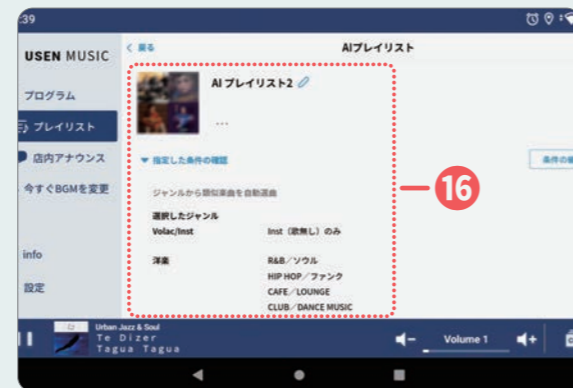 :39
USEN MUSIC
プログラム
プレイリスト
店内アナウンス
今すぐBGMを変更
info
設定
< 戻る
AIプレイリスト
AI プレイリスト2
...
▼ 指定した条件の確認
条件の
ジャンルから類似楽曲を自動選曲
選択したジャンル
Volac/Inst
Inst（歌無し）のみ
洋楽
R&B／ソウル
HIP HOP／ファンク
CAFE／LOUNGE
CLUB／DANCE MUSIC
16
Urban Jazz & Soul
Te Dizer
Tagua Tagua
Volume 1